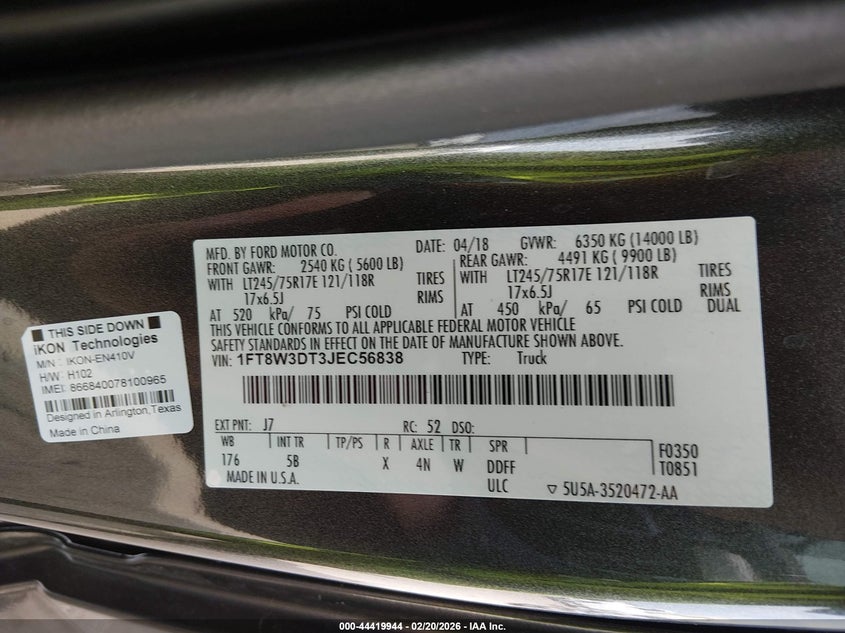 MFD. BY FORD MOTOR CO. DATE: 04/18 GVWR: 6350 KG (14000 LB)
FRONT GAWR: 2540 KG ( 5600 LB) REAR GAWR: 4491 KG ( 9900 LB)
WITH LT245/75R17E 121/118R TIRES WITH LT245/75R17E 121/118R TIRES
17x6.5J RIMS 17x6.5J RIMS
AT 520 kPa/ 75 PSI COLD AT 450 kPa/ 65 PSI COLD DUAL
THIS VEHICLE CONFORMS TO ALL APPLICABLE FEDERAL MOTOR VEHICLE
SAFETY STANDARDS IN EFFECT ON THE DATE OF MANUFACTURE SHOWN ABOVE.
VIN: 1FT8W3DT3JEC56838 TYPE: Truck
EXT PNT: J7 RC: 52 DSO:
WB INT TR TP/PS R AXLE TR SPR F0350
176 5B X 4N W DDFF T0851
MADE IN U.S.A. ULC ▽ 5U5A-3520472-AA
■ THIS SIDE DOWN ■
iKON Technologies
M/N : IKON-EN410V
H/W: H102
IMEI: 866840078100965
Designed in Arlington,Texas
Made in China
000-44419944 - 02/20/2026 - IAA Inc.